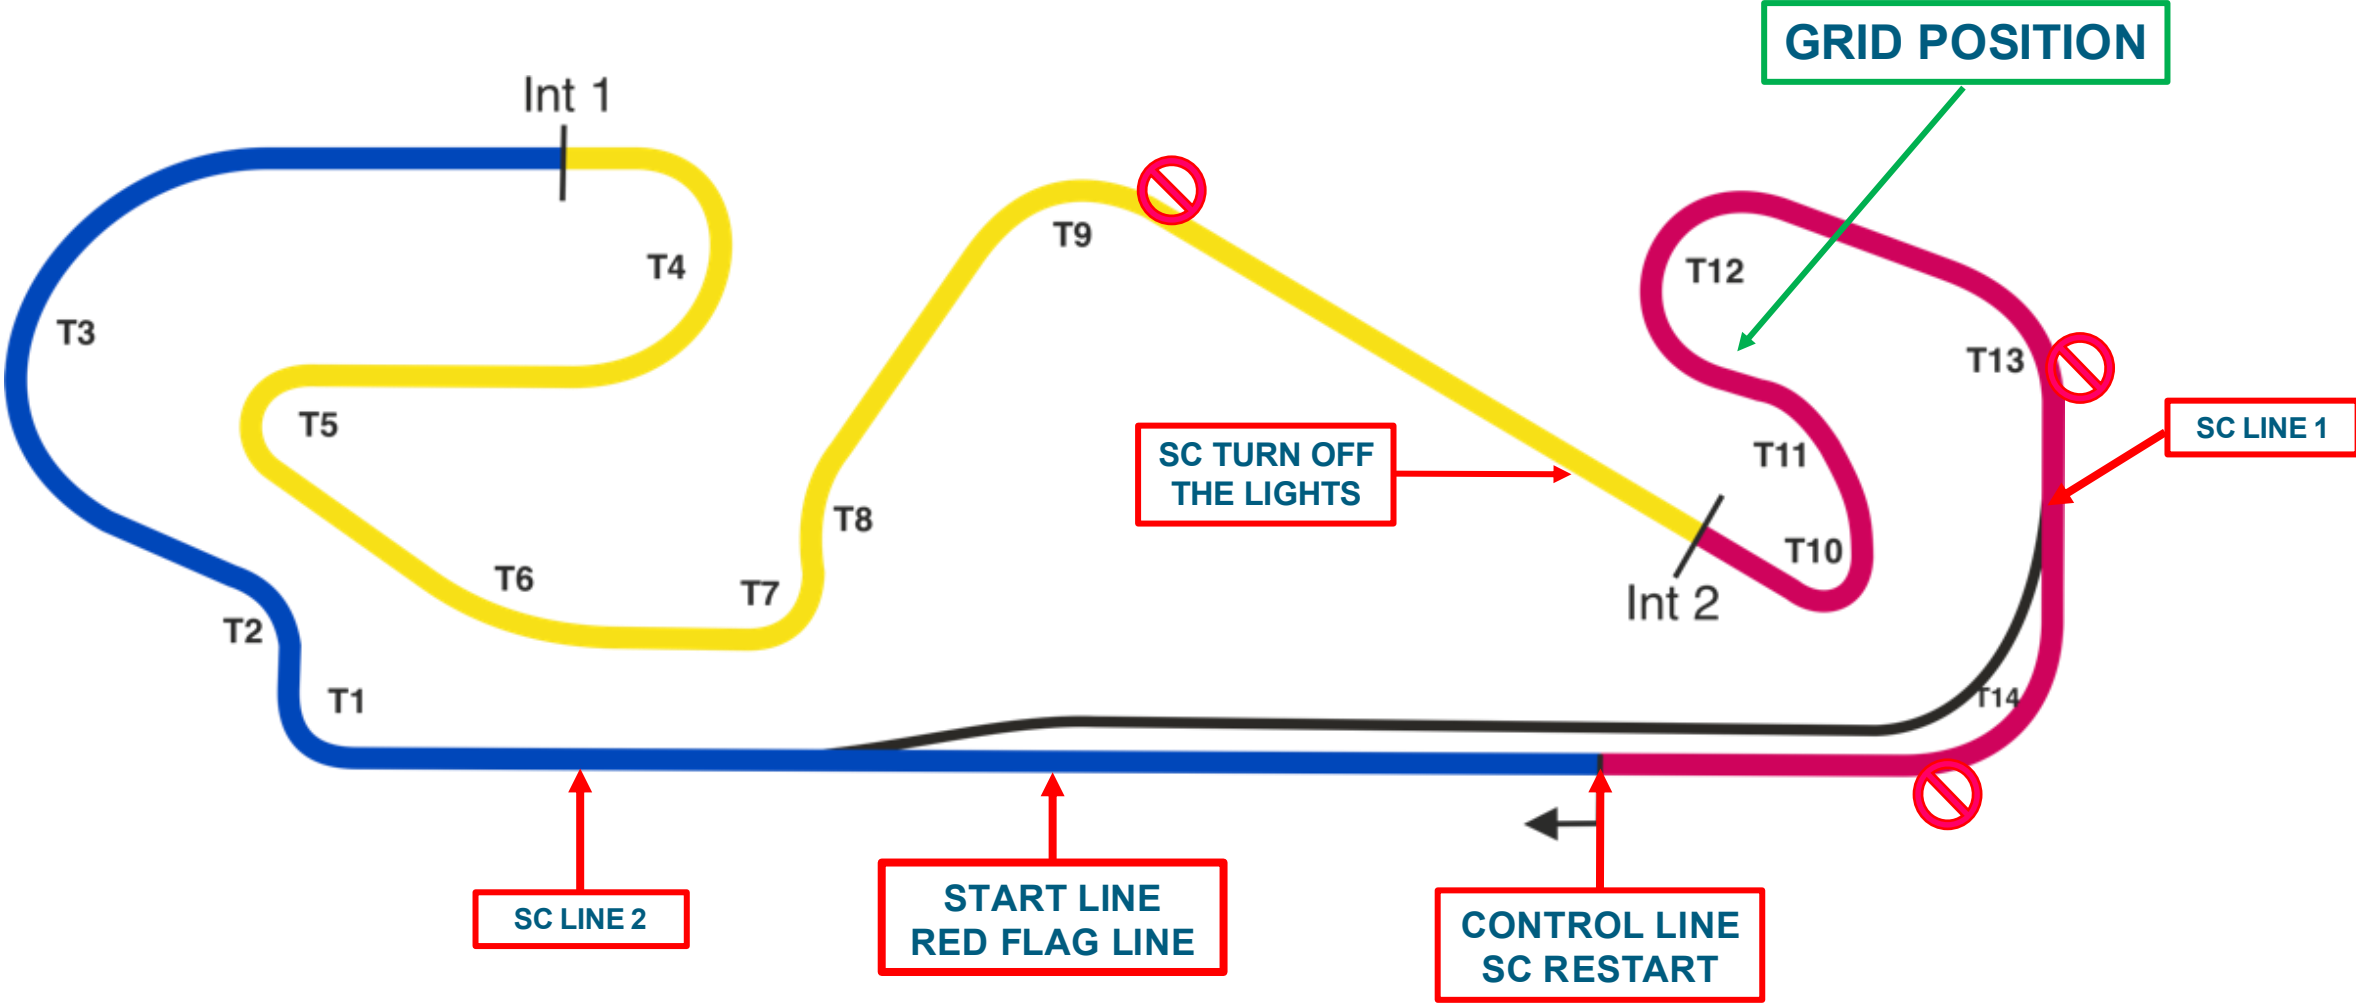 GRID POSITION
Int 1
T9
T4
T12
T3
T13
T5
SC LINE 1
T11
SC TURN OFF
THE LIGHTS
T8
T10
T6
T7
Int 2
T2
T1
T14
SC LINE 2
START LINE
RED FLAG LINE
CONTROL LINE
SC RESTART